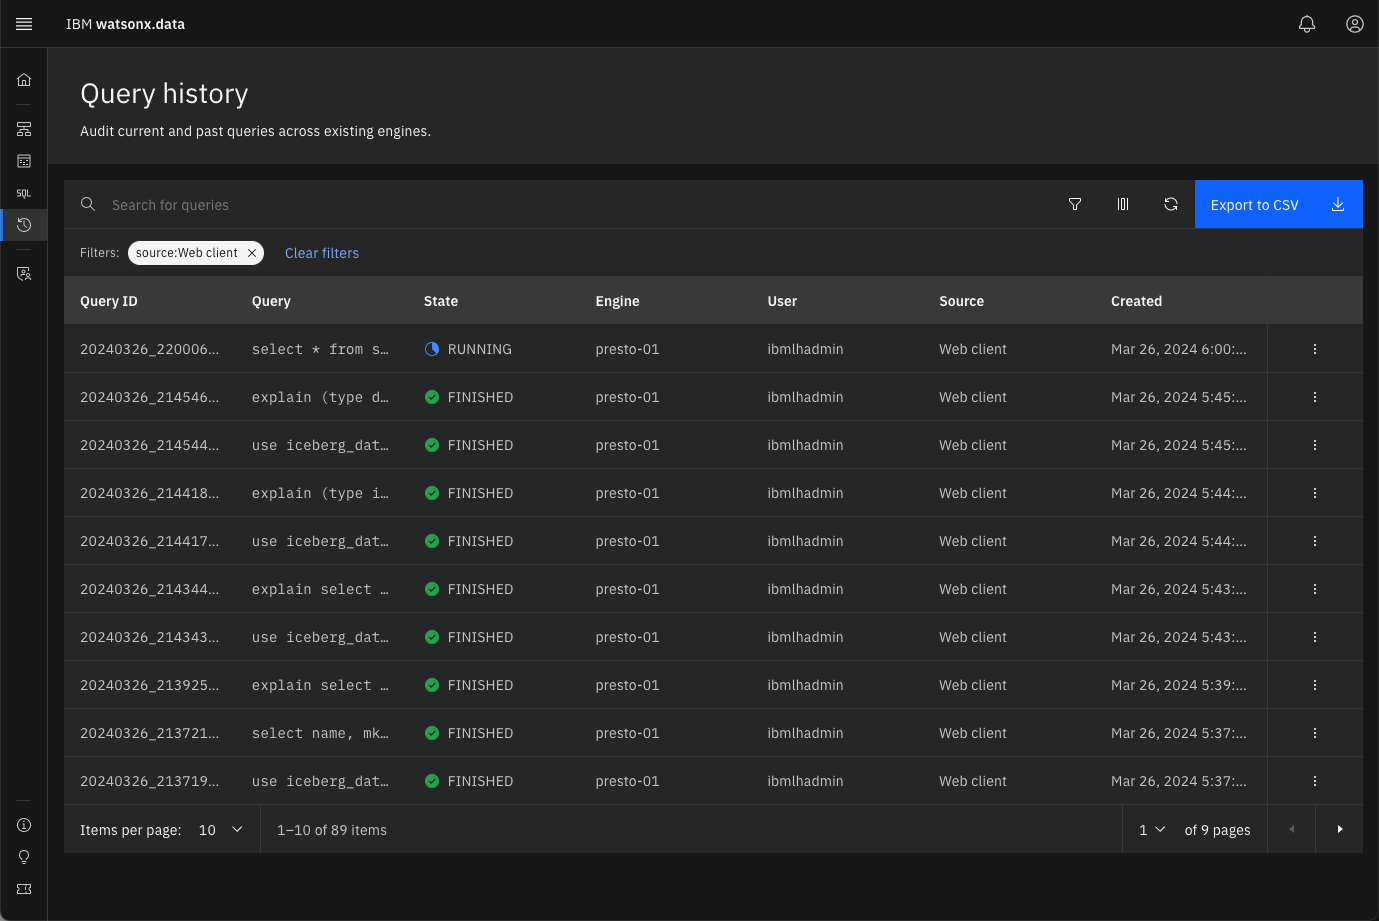 IBM watsonx.data
Query history
Audit current and past queries across existing engines.
SQL
Search for queries
Export to CSV
Filters: source:Web client Clear filters
Query ID Query State Engine User Source Created
20240326_220006... select * from s... RUNNING presto-01 ibmlhadmin Web client Mar 26, 2024 6:00:...
20240326_214546... explain (type d... FINISHED presto-01 ibmlhadmin Web client Mar 26, 2024 5:45:...
20240326_214544... use iceberg_dat... FINISHED presto-01 ibmlhadmin Web client Mar 26, 2024 5:45:...
20240326_214418... explain (type i... FINISHED presto-01 ibmlhadmin Web client Mar 26, 2024 5:44:...
20240326_214417... use iceberg_dat... FINISHED presto-01 ibmlhadmin Web client Mar 26, 2024 5:44:...
20240326_214344... explain select ... FINISHED presto-01 ibmlhadmin Web client Mar 26, 2024 5:43:...
20240326_214343... use iceberg_dat... FINISHED presto-01 ibmlhadmin Web client Mar 26, 2024 5:43:...
20240326_213925... explain select ... FINISHED presto-01 ibmlhadmin Web client Mar 26, 2024 5:39:...
20240326_213721... select name, mk... FINISHED presto-01 ibmlhadmin Web client Mar 26, 2024 5:37:...
20240326_213719... use iceberg_dat... FINISHED presto-01 ibmlhadmin Web client Mar 26, 2024 5:37:...
Items per page: 10 1–10 of 89 items 1 of 9 pages